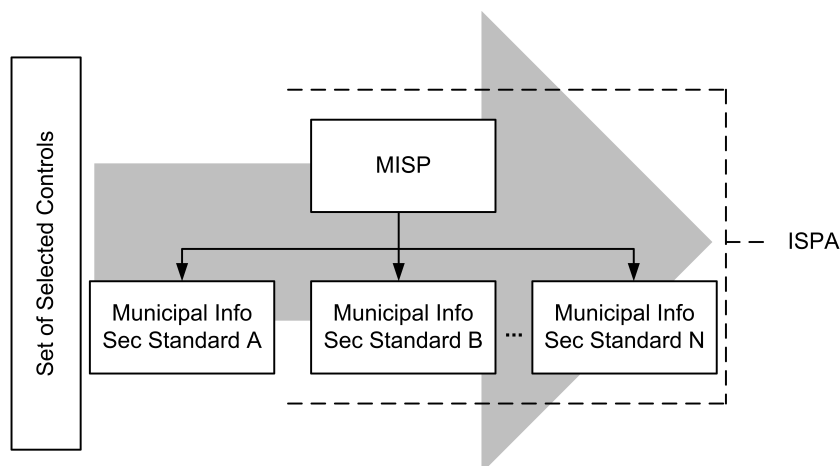 Set of Selected Controls
MISP
ISPA
Municipal Info
Sec Standard A
Municipal Info
Sec Standard B
...
Municipal Info
Sec Standard N